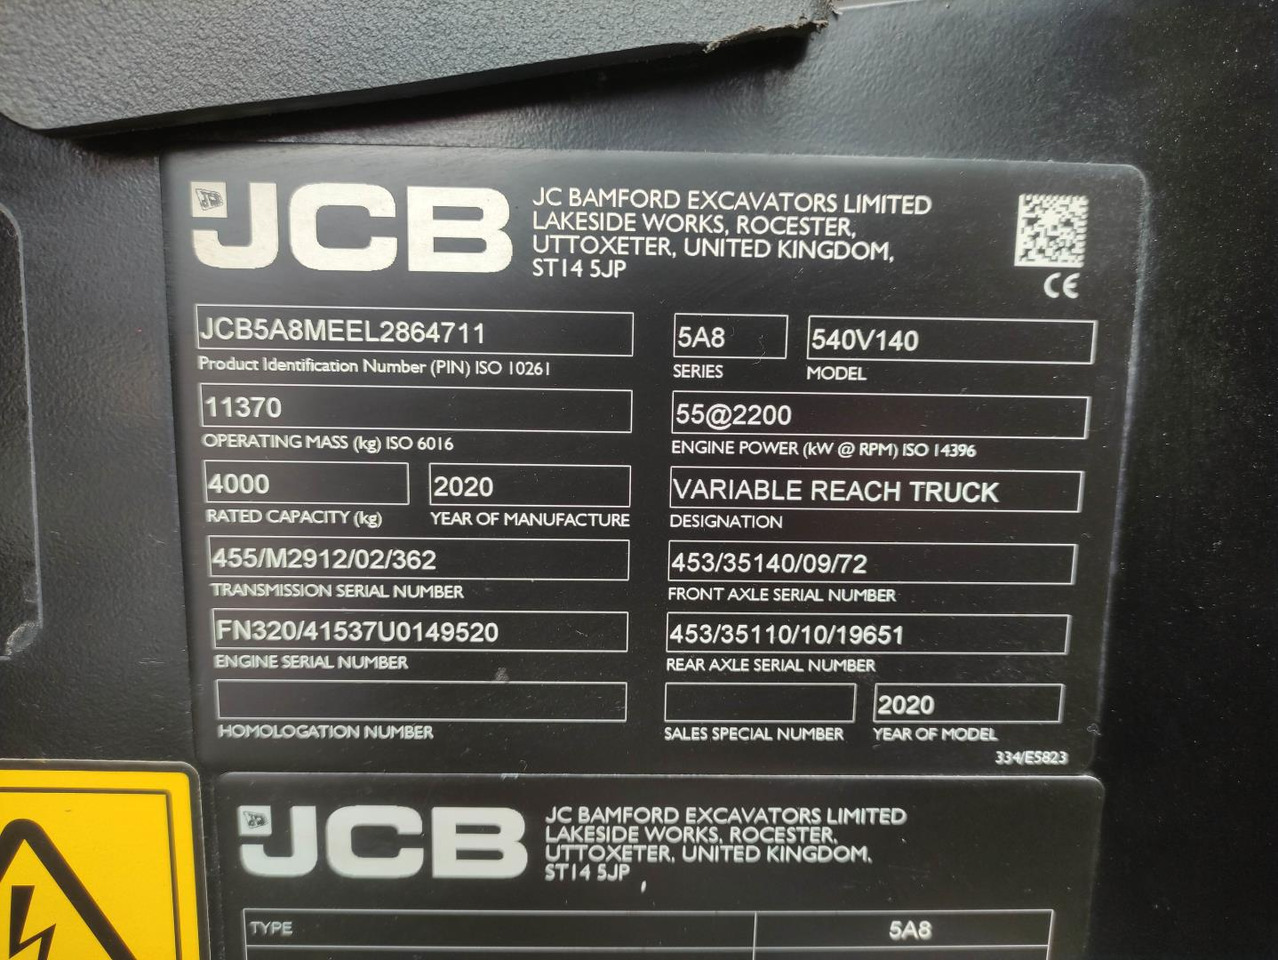 JCB
JC BAMFORD EXCAVATORS LIMITED
LAKESIDE WORKS, ROCESTER,
UTTOXETER, UNITED KINGDOM,
ST14 5JP
CE
JCB5A8MEEL2864711
Product Identification Number (PIN) ISO 10261
5A8
SERIES
540V140
MODEL
11370
OPERATING MASS (kg) ISO 6016
55@2200
ENGINE POWER (kW @ RPM) ISO 14396
4000
RATED CAPACITY (kg)
2020
YEAR OF MANUFACTURE
VARIABLE REACH TRUCK
DESIGNATION
455/M2912/02/362
TRANSMISSION SERIAL NUMBER
453/35140/09/72
FRONT AXLE SERIAL NUMBER
FN320/41537U0149520
ENGINE SERIAL NUMBER
453/35110/10/19651
REAR AXLE SERIAL NUMBER
HOMOLOGATION NUMBER
SALES SPECIAL NUMBER
2020
YEAR OF MODEL
334/E5823
JCB
JC BAMFORD EXCAVATORS LIMITED
LAKESIDE WORKS, ROCESTER,
UTTOXETER, UNITED KINGDOM,
ST14 5JP
TYPE
5A8